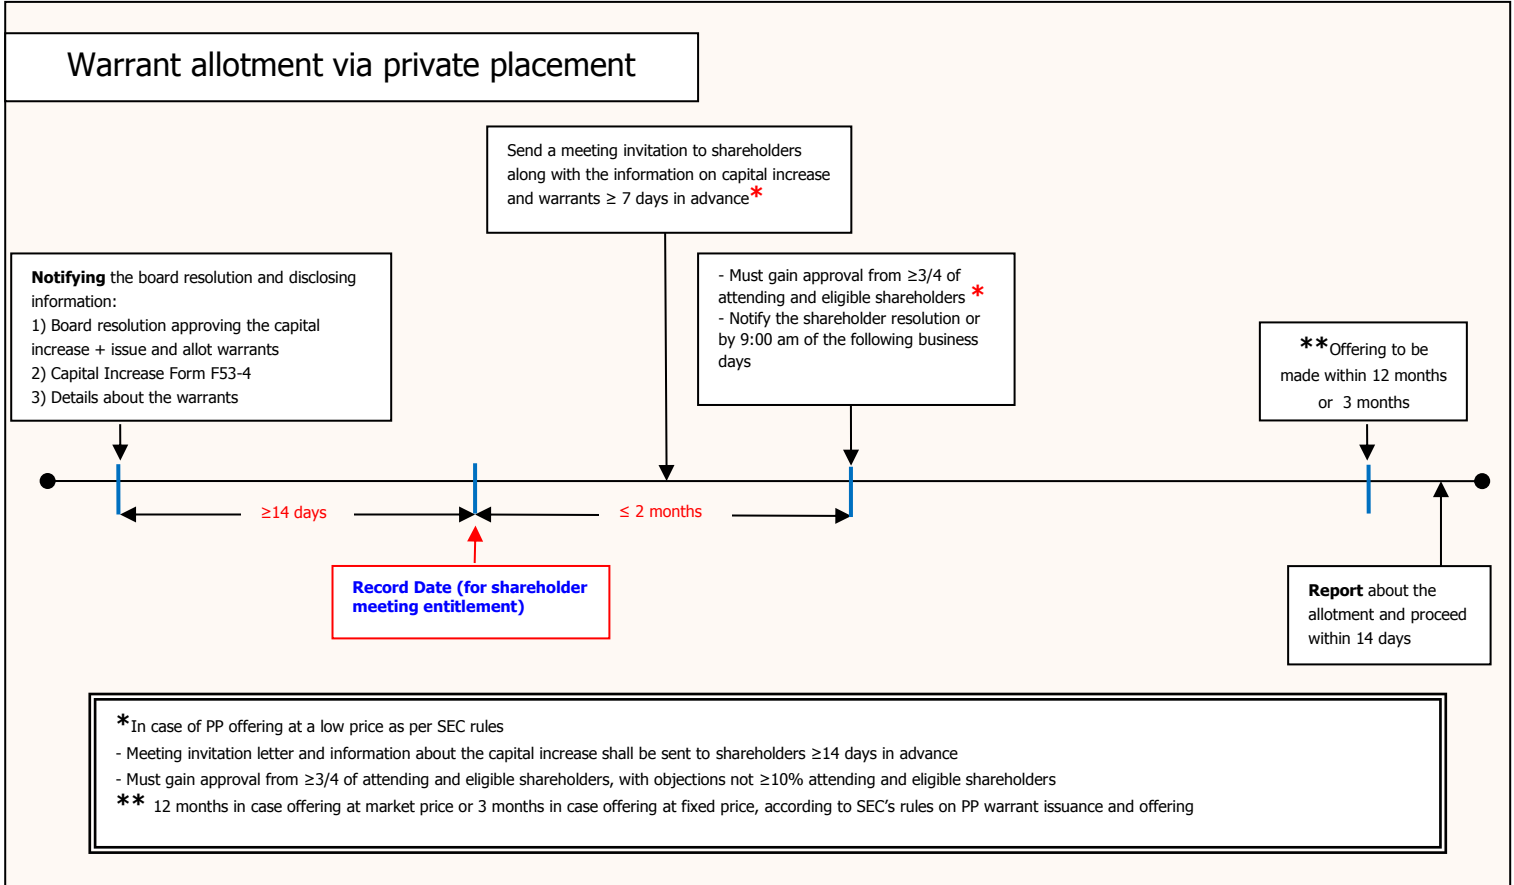 Warrant allotment via private placement
Send a meeting invitation to shareholders
along with the information on capital increase
and warrants ≥ 7 days in advance*
Notifying the board resolution and disclosing
information:
1) Board resolution approving the capital
increase + issue and allot warrants
2) Capital Increase Form F53-4
3) Details about the warrants
- Must gain approval from ≥3/4 of
attending and eligible shareholders *
- Notify the shareholder resolution or
by 9:00 am of the following business
days
**Offering to be
made within 12 months
or 3 months
≥14 days
≤ 2 months
Record Date (for shareholder
meeting entitlement)
Report about the
allotment and proceed
within 14 days
*In case of PP offering at a low price as per SEC rules
- Meeting invitation letter and information about the capital increase shall be sent to shareholders ≥14 days in advance
- Must gain approval from ≥3/4 of attending and eligible shareholders, with objections not ≥10% attending and eligible shareholders
** 12 months in case offering at market price or 3 months in case offering at fixed price, according to SEC's rules on PP warrant issuance and offering